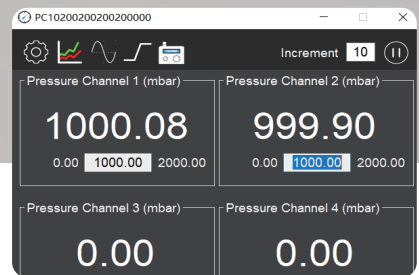 PC10200200200200000
Increment 10
Pressure Channel 1 (mbar)
1000.08
0.00 1000.00 2000.00
Pressure Channel 2 (mbar)
999.90
0.00 1000.00 2000.00
Pressure Channel 3 (mbar)
0.00
Pressure Channel 4 (mbar)
0.00